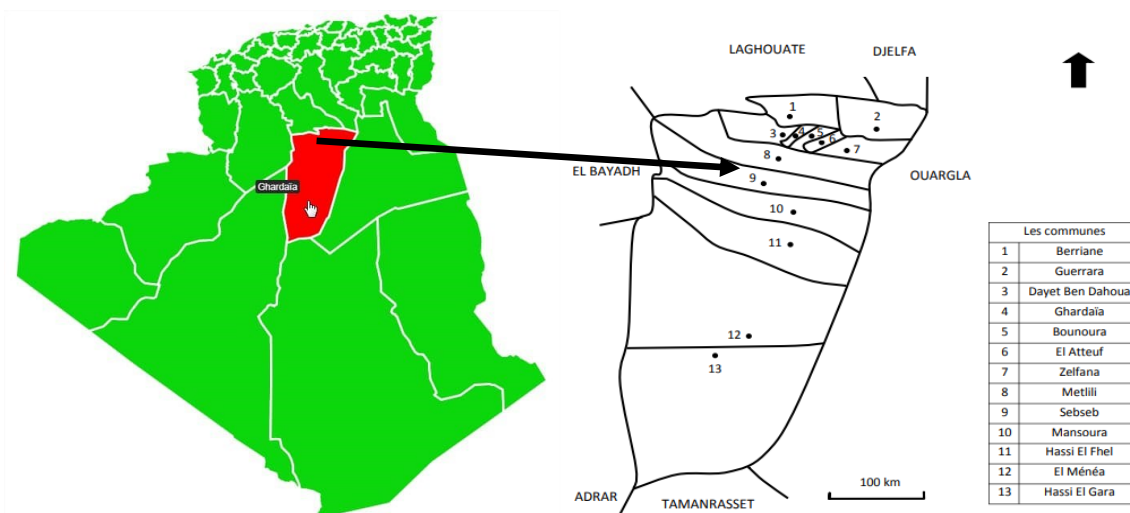 Ghardaïa
LAGHOUATE
DJELFA
1
2
3
4
5
6
7
8
EL BAYADH
9
OUARGLA
10
11
12
13
ADRAR
TAMANRASSET
100 km
Les communes
1 Berriane
2 Guerrara
3 Dayet Ben Dahoua
4 Ghardaïa
5 Bounoura
6 El Atteuf
7 Zelfana
8 Metlili
9 Sebseb
10 Mansoura
11 Hassi El Fhel
12 El Ménéa
13 Hassi El Gara